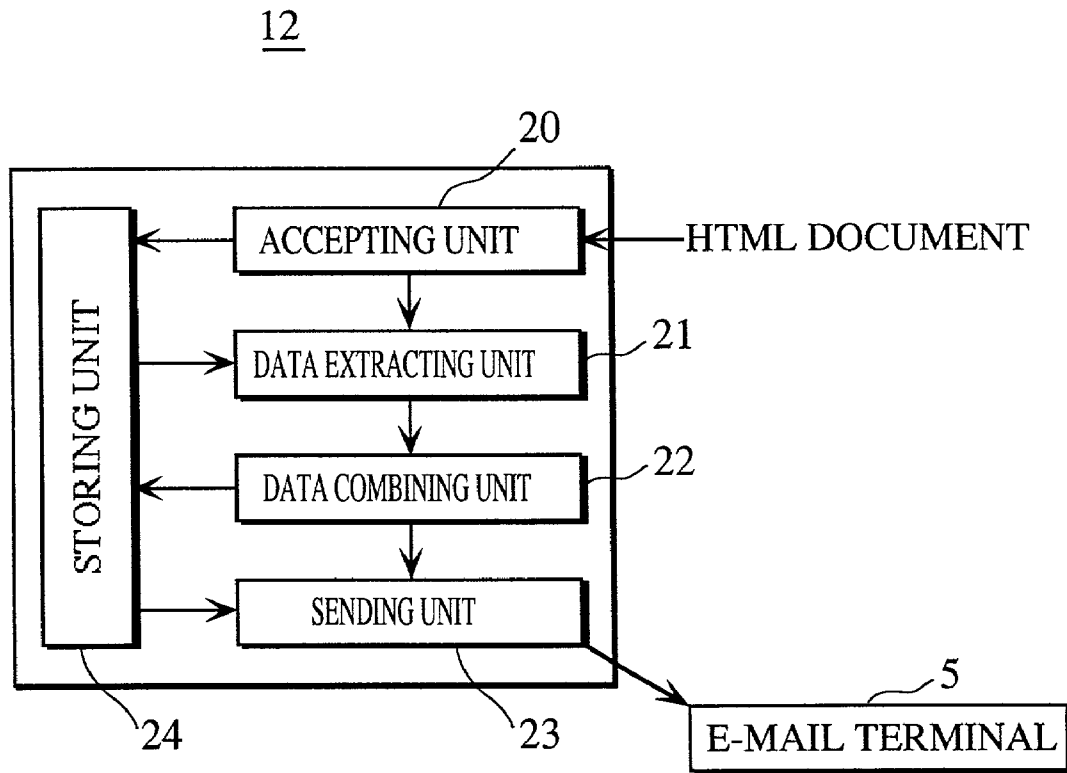 12
20
ACCEPTING UNIT
HTML DOCUMENT
STORING UNIT
DATA EXTRACTING UNIT
21
DATA COMBINING UNIT
22
SENDING UNIT
24
23
5
E-MAIL TERMINAL